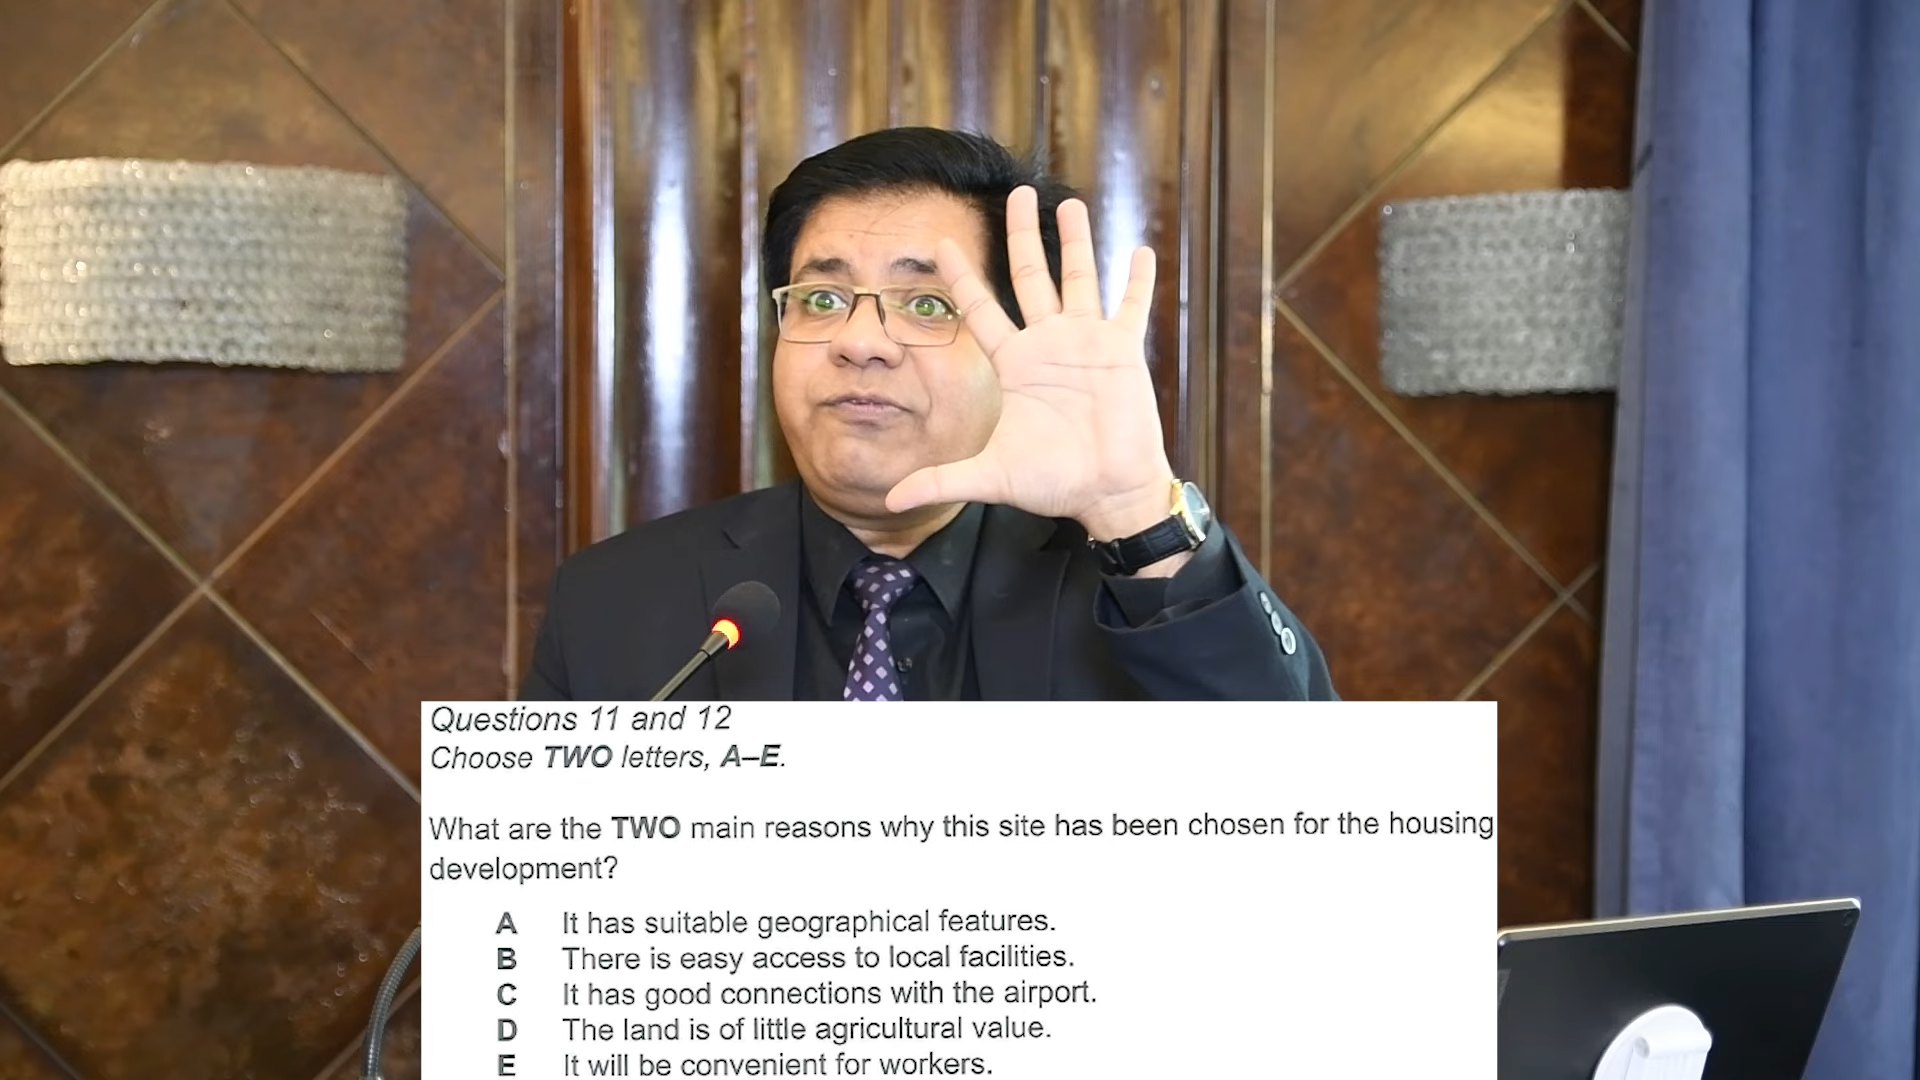 Questions 11 and 12
Choose TWO letters, A–E.
What are the TWO main reasons why this site has been chosen for the housing
development?
A It has suitable geographical features.
B There is easy access to local facilities.
C It has good connections with the airport.
D The land is of little agricultural value.
E It will be convenient for workers.